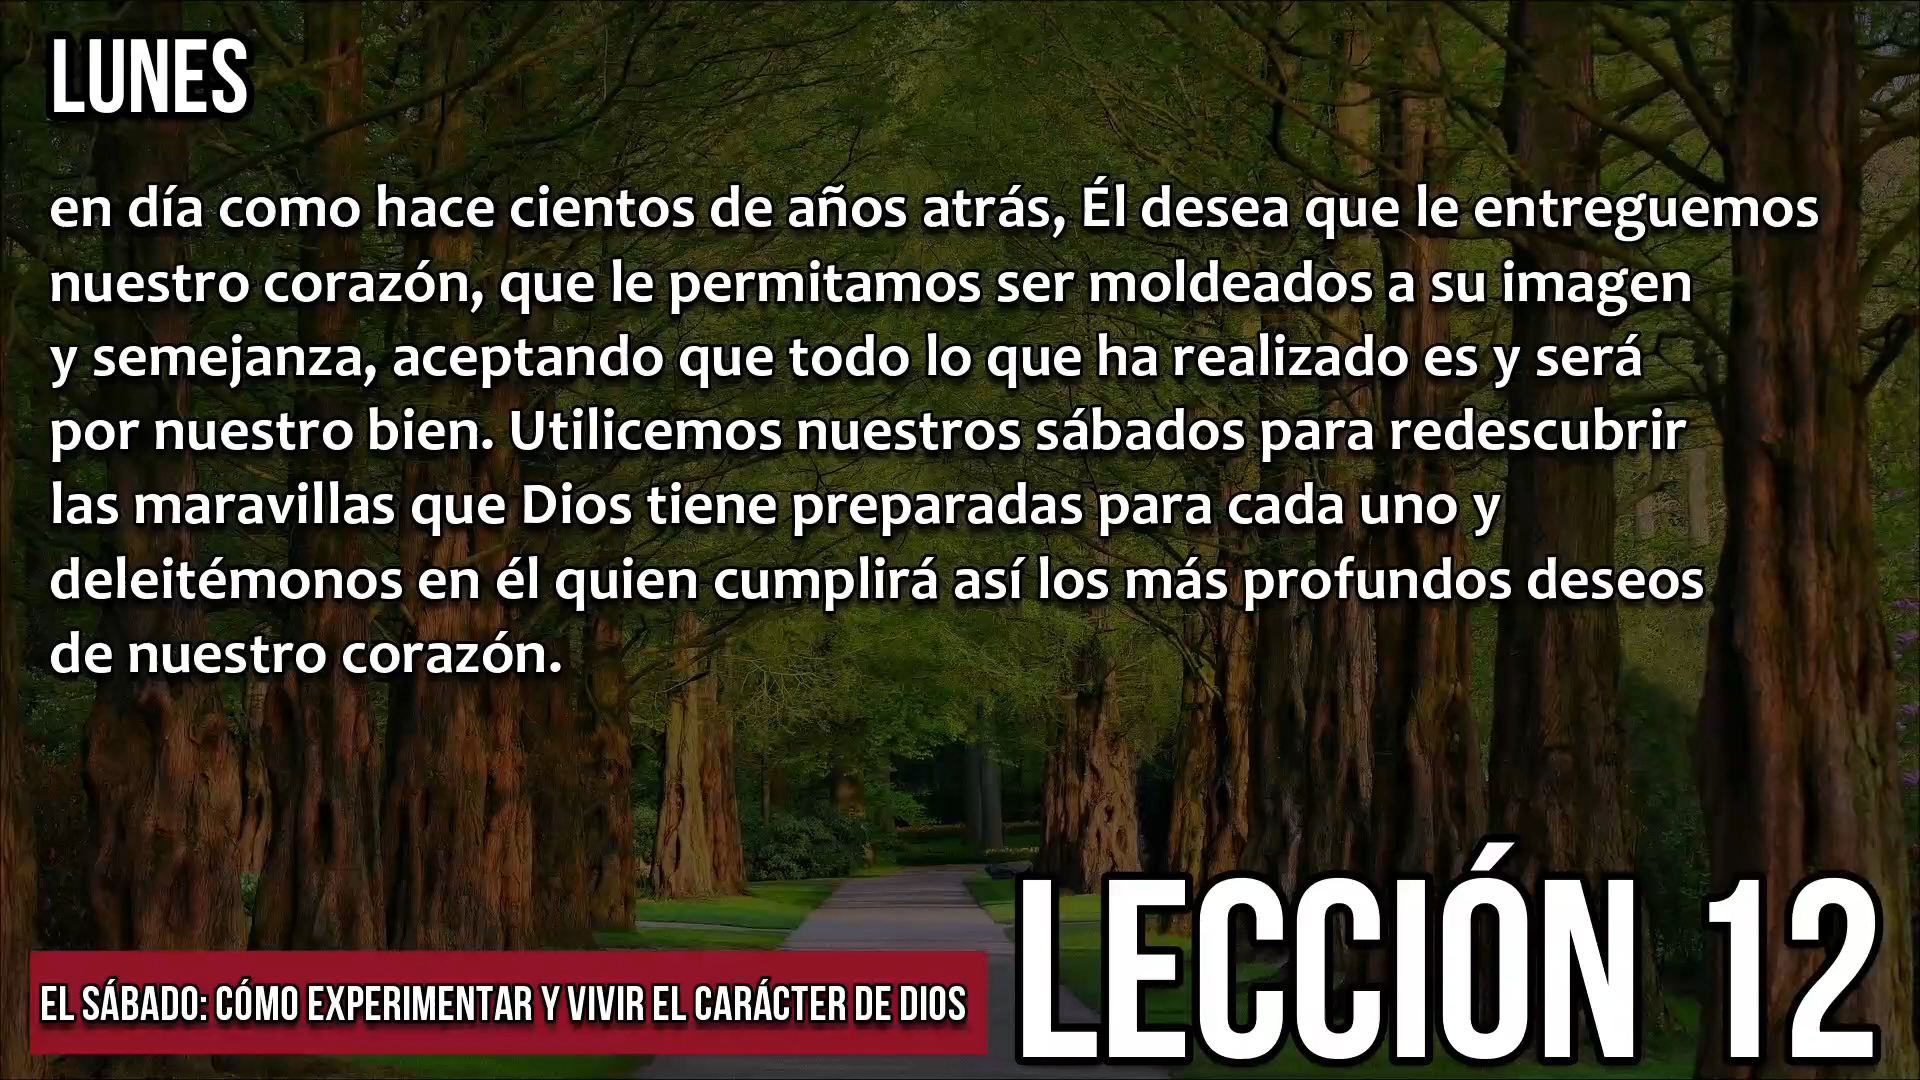 LUNES
en día como hace cientos de años atrás, Él desea que le entreguemos
nuestro corazón, que le permitamos ser moldeados a su imagen
y semejanza, aceptando que todo lo que ha realizado es y será
por nuestro bien. Utilicemos nuestros sábados para redescubrir
las maravillas que Dios tiene preparadas para cada uno y
deleitémonos en él quien cumplirá así los más profundos deseos
de nuestro corazón.
EL SÁBADO: CÓMO EXPERIMENTAR Y VIVIR EL CARÁCTER DE DIOS
LECCIÓN 12